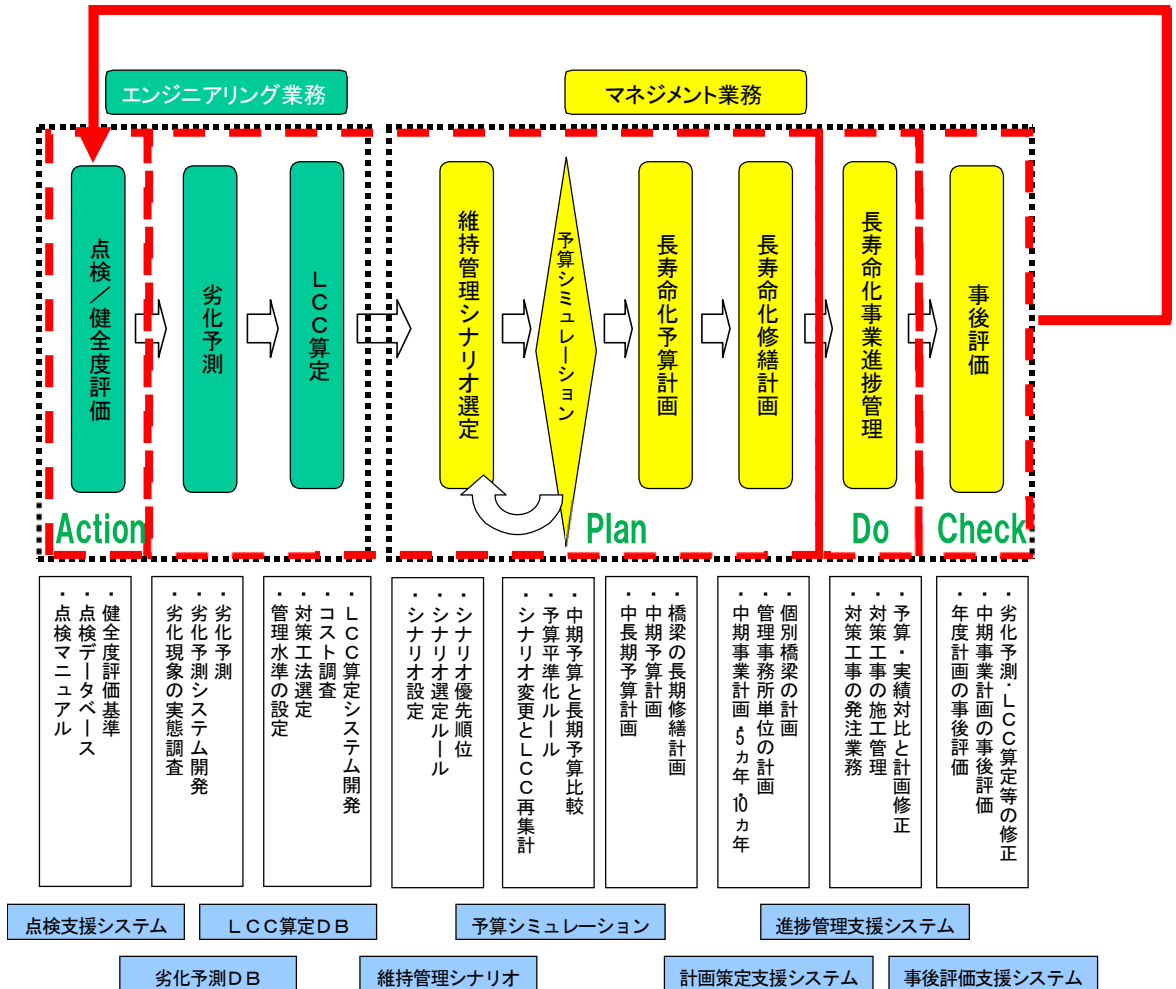 エンジニアリング業務
マネジメント業務
点検/健全度評価
劣化予測
LCC算定
維持管理シナリオ選定
予算シミュレーション
長寿命化予算計画
長寿命化修繕計画
長寿命化事業進捗管理
事後評価
Action
Plan
Do
Check
・健全度評価基準
・点検データベース
・点検マニュアル
・劣化予測
・劣化予測システム開発
・劣化現象の実態調査
・LCC算定システム開発
・コスト調査
・対策工法選定
・管理水準の設定
・シナリオ優先順位
・シナリオ選定ルール
・シナリオ設定
・中期予算と長期予算比較
・予算平準化ルール
・シナリオ変更とLCC再集計
・橋梁の長期修繕計画
・中期予算計画
・中長期予算計画
・個別橋梁の計画
・管理事務所単位の計画
・中期事業計画・5ヵ年・10ヵ年
・予算・実績対比と計画修正
・対策工事の施工管理
・対策工事の発注業務
・劣化予測・LCC算定等の修正
・中期事業計画の事後評価
・年度計画の事後評価
点検支援システム
LCC算定DB
予算シミュレーション
進捗管理支援システム
劣化予測DB
維持管理シナリオ
計画策定支援システム
事後評価支援システム